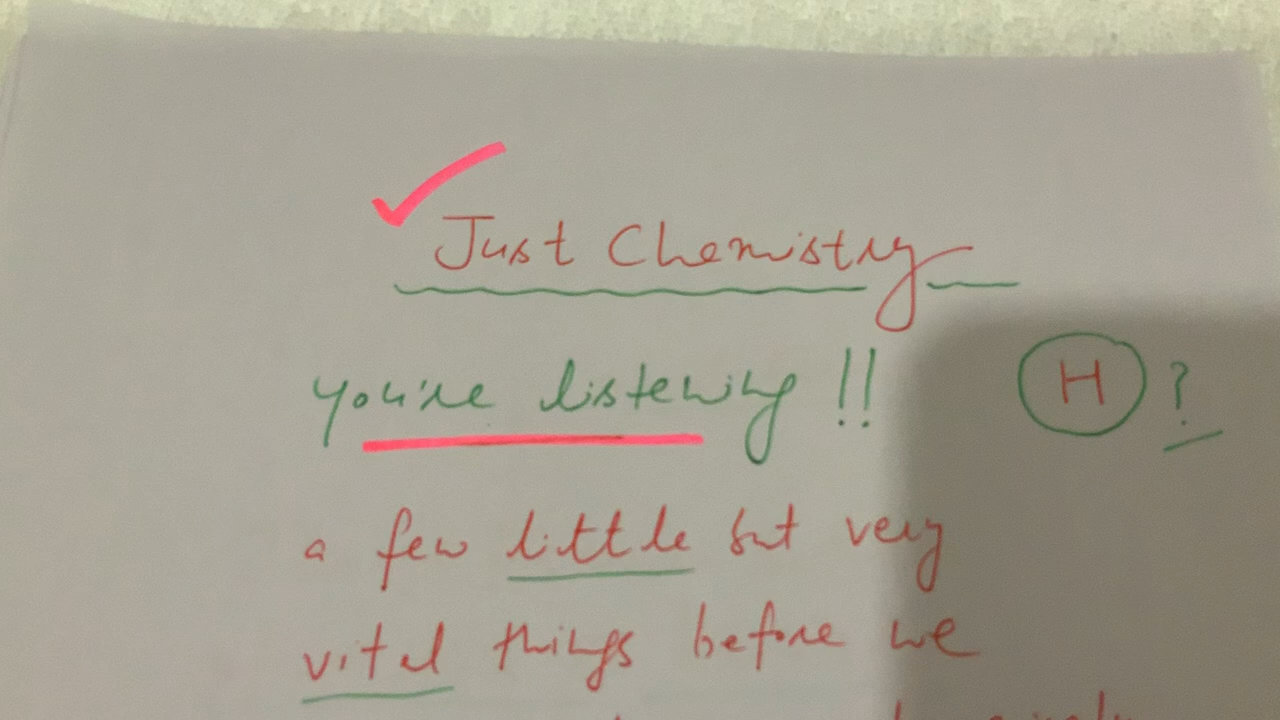 Just Chemistry
you're listening !! H ?
a few little but very
vital things before we